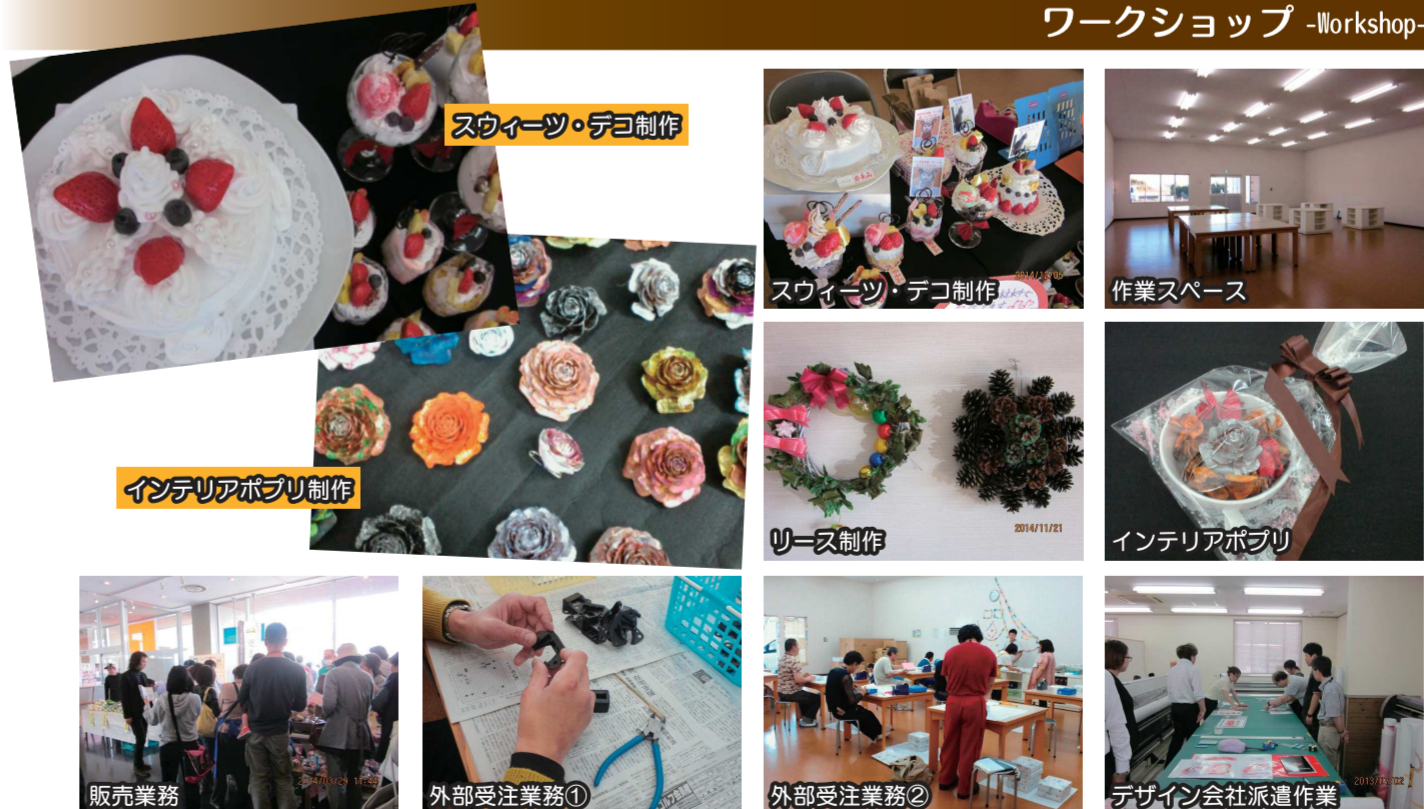 ワークショップ -Workshop-
スウィーツ・デコ制作
インテリアポプリ制作
スウィーツ・デコ制作
作業スペース
リース制作
2014/11/21
インテリアポプリ
販売業務
外部受注業務①
外部受注業務②
デザイン会社派遣作業